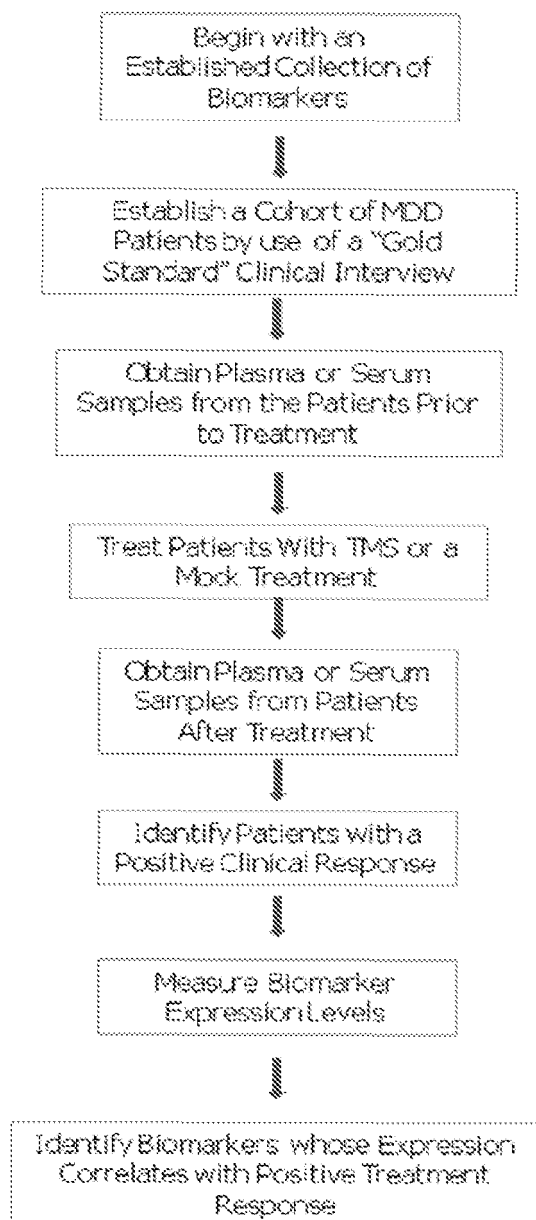 Begin with an
Established Collection of
Biomarkers
Establish a Cohort of MDD
Patients by use of a "Gold
Standard" Clinical Interview
Obtain Plasma or Serum
Samples from the Patients Prior
to Treatment
Treat Patients With TMS or a
Mock Treatment
Obtain Plasma or Serum
Samples from Patients
After Treatment
Identify Patients with a
Positive Clinical Response
Measure Biomarker
Expression Levels
Identify Biomarkers whose Expression
Correlates with Positive Treatment
Response